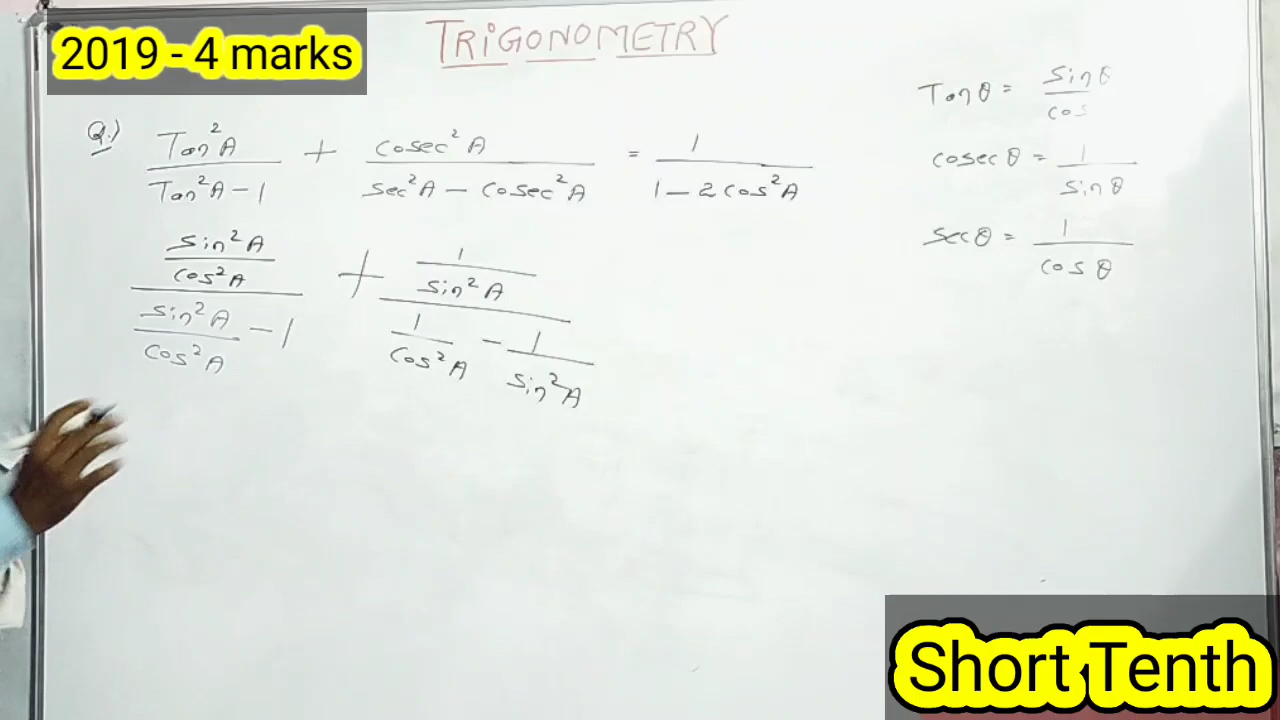 2019 - 4 marks
TRIGONOMETRY
Q.) Tan²A / Tan²A - 1 + cosec²A / sec²A - cosec²A = 1 / 1 - 2cos²A
sin²A / cos²A / sin²A / cos²A - 1 + 1 / sin²A / 1 / cos²A - 1 / sin²A
Tanθ = sinθ / cos
cosecθ = 1 / sinθ
secθ = 1 / cosθ
Short Tenth